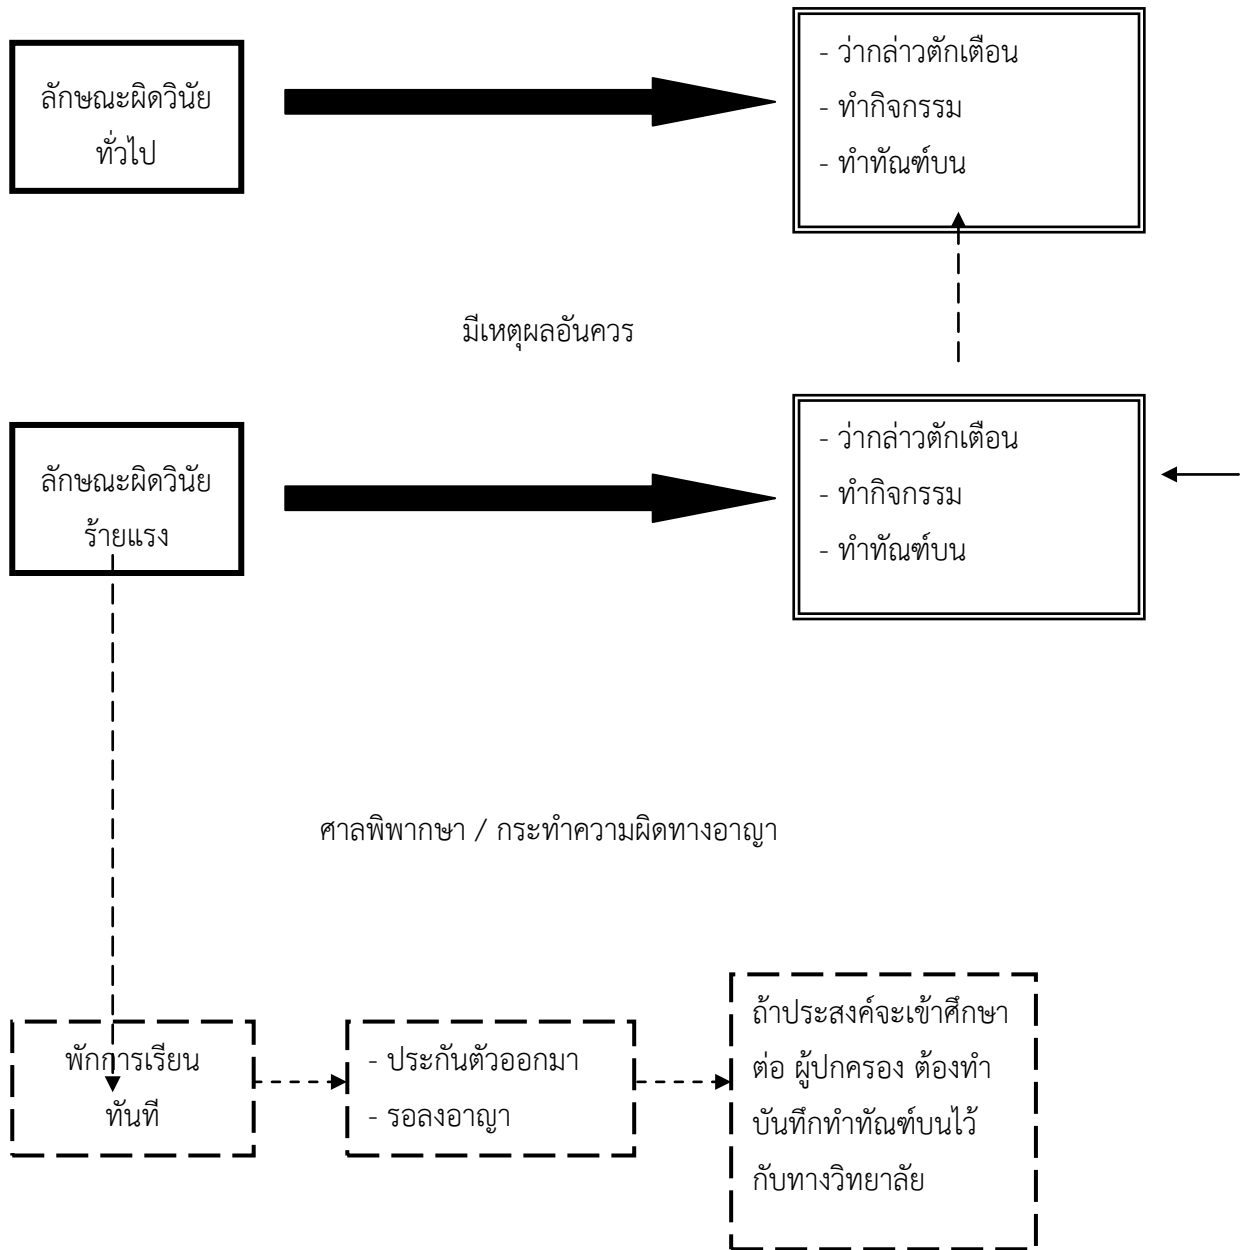 ลักษณะผิดวินัย
ทั่วไป
- ว่ากล่าวตักเตือน
- ทำกิจกรรม
- ทำทัณฑ์บน
มีเหตุผลอันควร
ลักษณะผิดวินัย
ร้ายแรง
- ว่ากล่าวตักเตือน
- ทำกิจกรรม
- ทำทัณฑ์บน
ศาลพิพากษา / กระทำความผิดทางอาญา
พักการเรียน
ทันที
- ประกันตัวออกมา
- รอลงอาญา
ถ้าประสงค์จะเข้าศึกษา
ต่อ ผู้ปกครอง ต้องทำ
บันทึกทำทัณฑ์บนไว้
กับทางวิทยาลัย